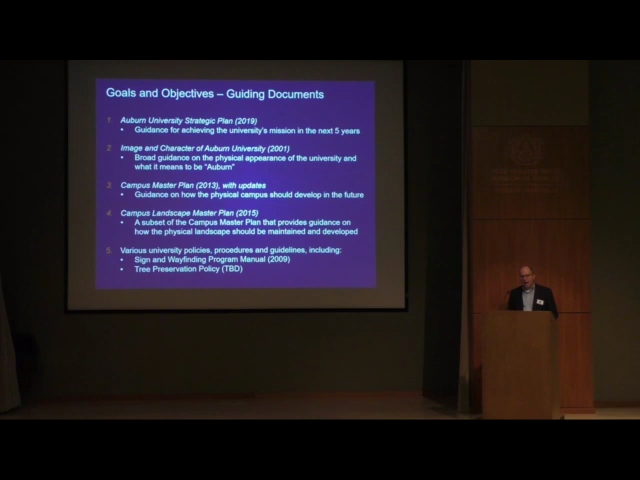 Goals and Objectives – Guiding Documents
1. Auburn University Strategic Plan (2019)
• Guidance for achieving the university's mission in the next 5 years
2. Image and Character of Auburn University (2001)
• Broad guidance on the physical appearance of the university and
what it means to be "Auburn"
3. Campus Master Plan (2013), with updates
• Guidance on how the physical campus should develop in the future
4. Campus Landscape Master Plan (2015)
• A subset of the Campus Master Plan that provides guidance on
how the physical landscape should be maintained and developed
5. Various university policies, procedures and guidelines, including:
• Sign and Wayfinding Program Manual (2009)
• Tree Preservation Policy (TBD)